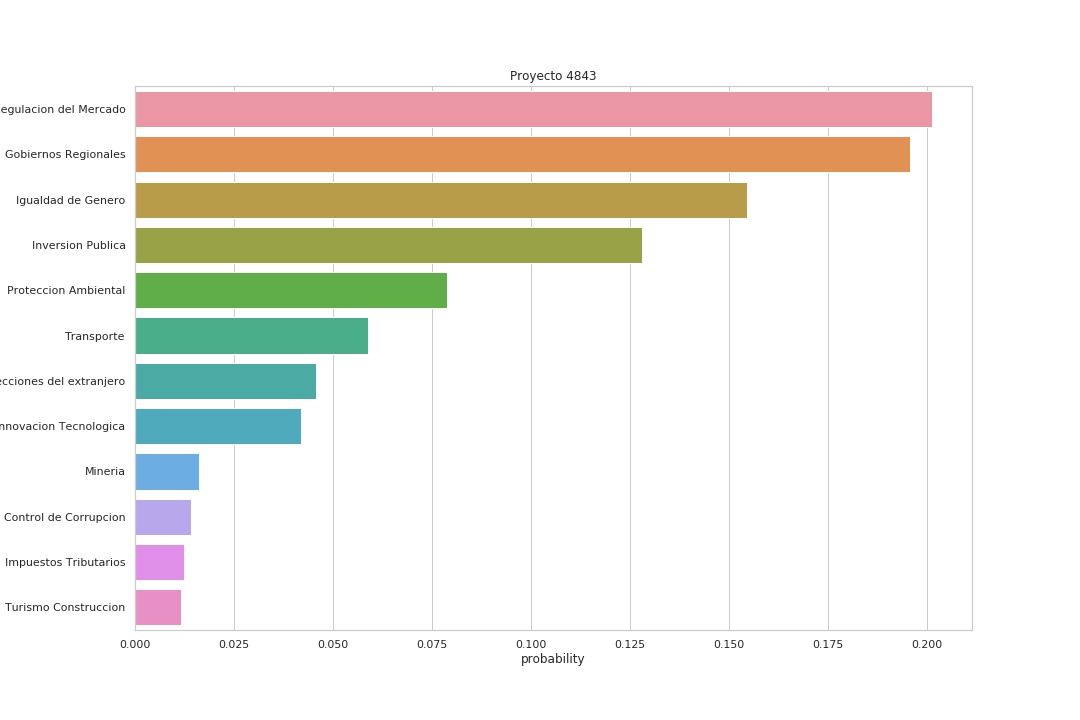 Proyecto 4843
egulacion del Mercado
Gobiernos Regionales
Igualdad de Genero
Inversion Publica
Proteccion Ambiental
Transporte
ecciones del extranjero
nnovacion Tecnologica
Mineria
Control de Corrupcion
Impuestos Tributarios
Turismo Construccion
0.000 0.025 0.050 0.075 0.100 0.125 0.150 0.175 0.200
probability